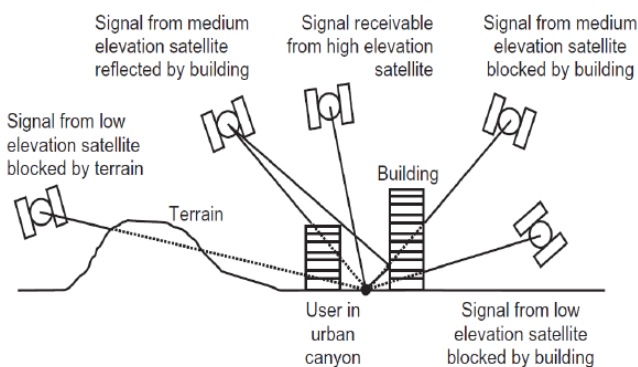 Signal from medium
elevation satellite
reflected by building
Signal receivable
from high elevation
satellite
Signal from medium
elevation satellite
blocked by building
Signal from low
elevation satellite
blocked by terrain
Building
Terrain
User in
urban
canyon
Signal from low
elevation satellite
blocked by building